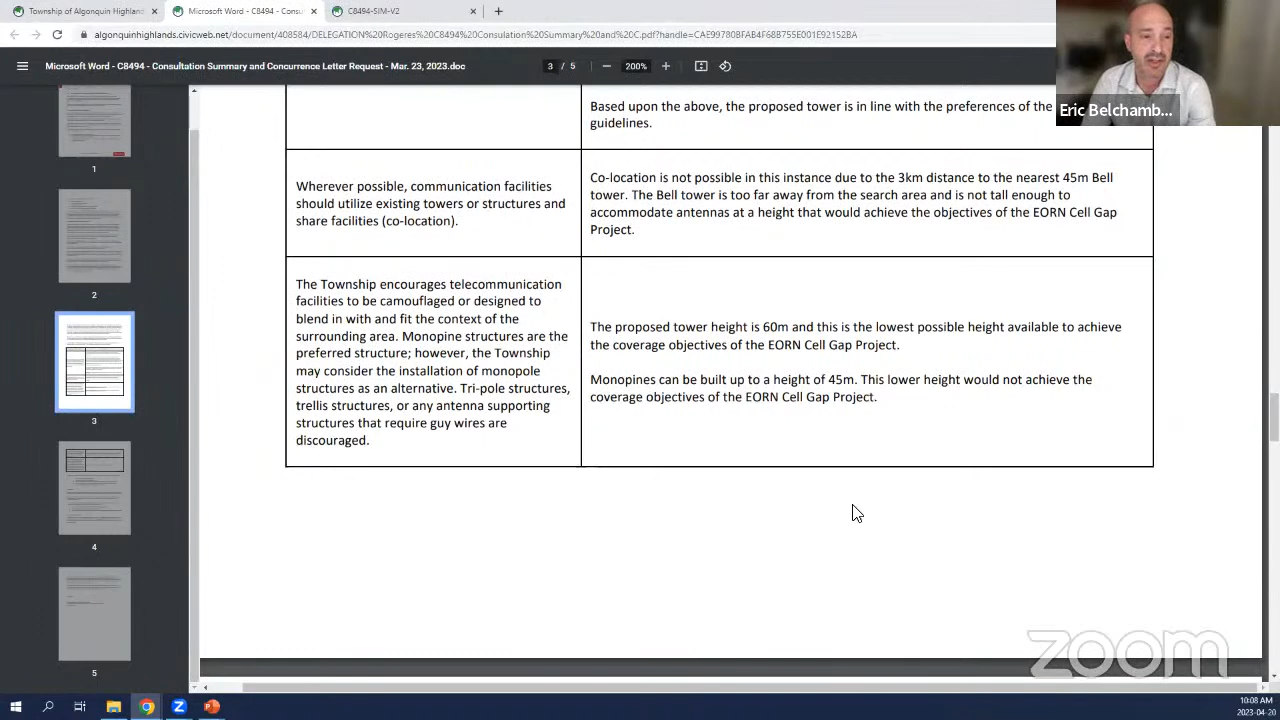 Township of Algonquin Highland
Microsoft Word - C8494 - Consul
C8494-SIM-V2
algonquinhighlands.civicweb.net/document/408584/DELEGATION%20Rogeres%20C8494%20%20Consulation%20Summary%20and%20C.pdf?handle=CAE99780BFAB4F68B755E001E92152BA
Microsoft Word - C8494 - Consultation Summary and Concurrence Letter Request - Mar. 23, 2023.doc
3 / 5
200%
Eric Belchamb...
1
2
3
4
5
Based upon the above, the proposed tower is in line with the preferences of the
guidelines.
Wherever possible, communication facilities
should utilize existing towers or structures and
share facilities (co-location).
Co-location is not possible in this instance due to the 3km distance to the nearest 45m Bell
tower. The Bell tower is too far away from the search area and is not tall enough to
accommodate antennas at a height that would achieve the objectives of the EORN Cell Gap
Project.
The Township encourages telecommunication
facilities to be camouflaged or designed to
blend in with and fit the context of the
surrounding area. Monopine structures are the
preferred structure; however, the Township
may consider the installation of monopole
structures as an alternative. Tri-pole structures,
trellis structures, or any antenna supporting
structures that require guy wires are
discouraged.
The proposed tower height is 60m and this is the lowest possible height available to achieve
the coverage objectives of the EORN Cell Gap Project.
Monopines can be built up to a height of 45m. This lower height would not achieve the
coverage objectives of the EORN Cell Gap Project.
zoom
10:08 AM
2023-04-20